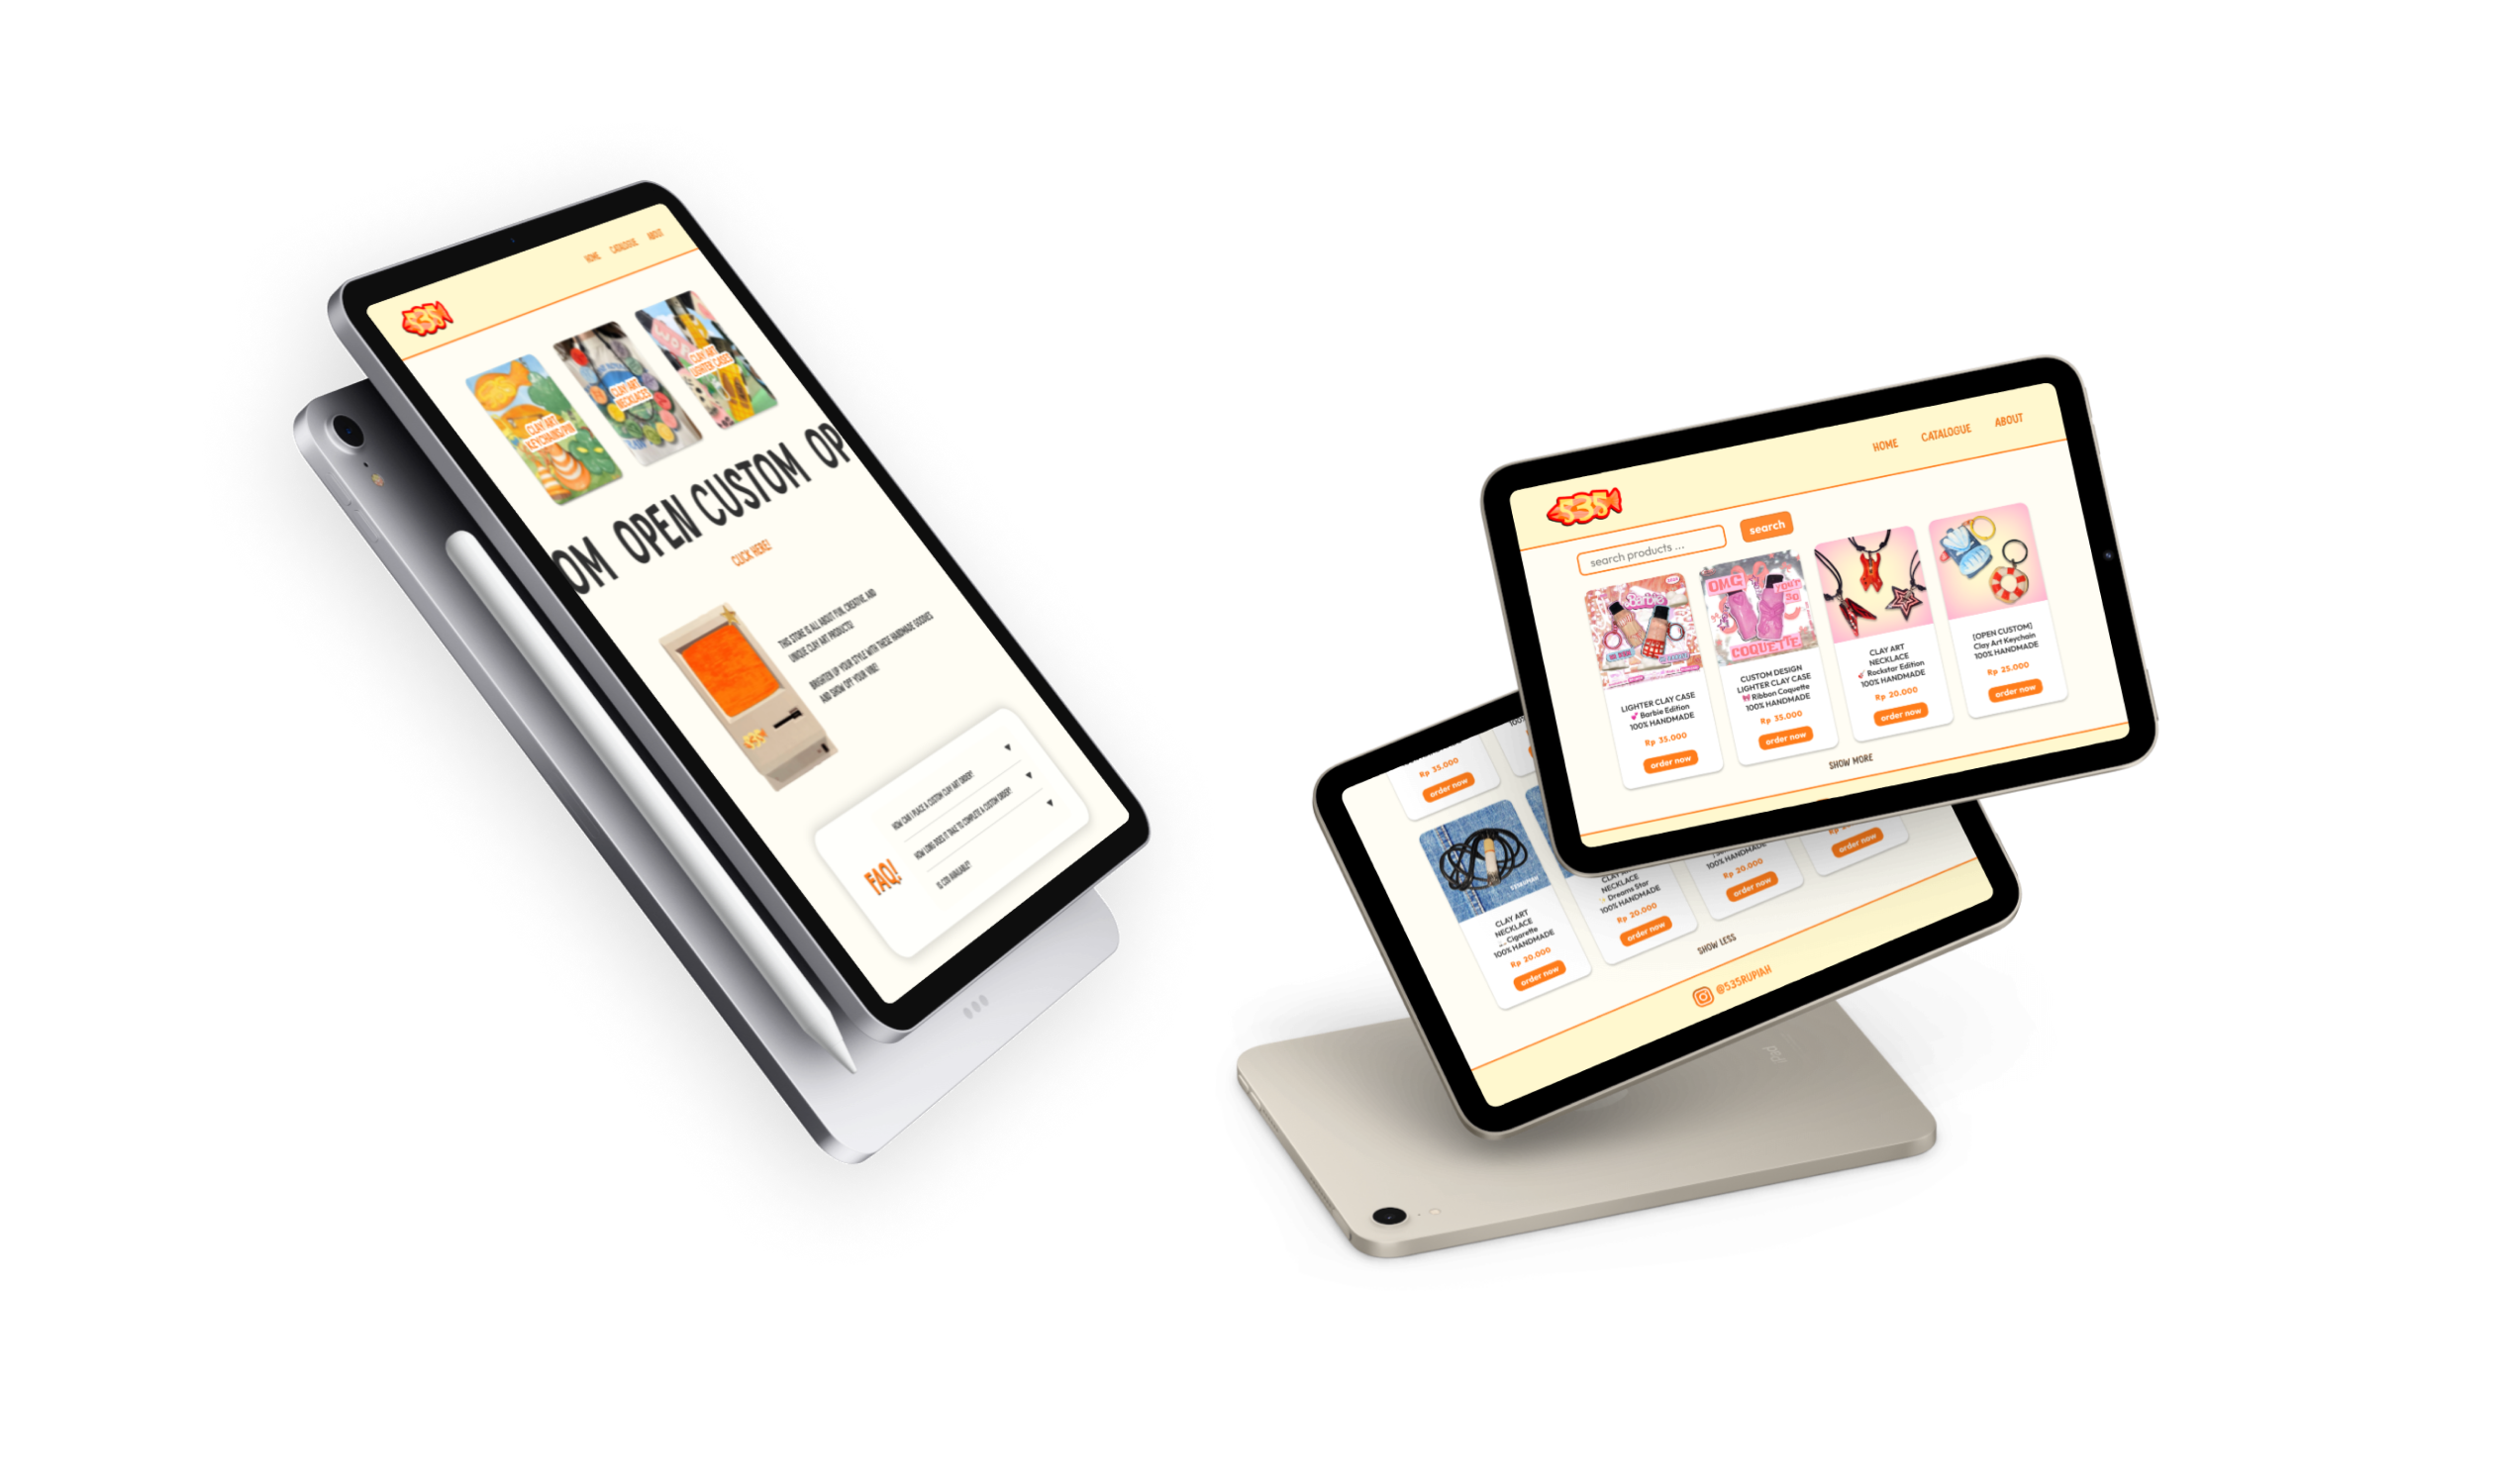 535
HOME
CATALOGUE
ABOUT
CLAY ART
KEYCHAINS/PIN
CLAY ART
NECKLACES
CLAY ART
LIGHTER CASES
OM OPEN CUSTOM OP
CLICK HERE!
THIS STORE IS ALL ABOUT FUN, CREATIVE, AND
UNIQUE CLAY ART PRODUCTS!
BRIGHTEN UP YOUR STYLE WITH THESE HANDMADE GOODIES
AND SHOW OFF YOUR VIBE!
535
FAQ!
HOW CAN I PLACE A CUSTOM CLAY ART ORDER?
HOW LONG DOES IT TAKE TO COMPLETE A CUSTOM ORDER?
IS COD AVAILABLE?
535
HOME
CATALOGUE
ABOUT
search products ...
search
Barbie
LIGHTER CLAY CASE
💕 Barbie Edition
100% HANDMADE
Rp 35.000
order now
OMG
COQUETTE
CUSTOM DESIGN
LIGHTER CLAY CASE
🎀 Ribbon Coquette
100% HANDMADE
Rp 35.000
order now
CLAY ART
NECKLACE
🎸 Rockstar Edition
100% HANDMADE
Rp 20.000
order now
[OPEN CUSTOM]
Clay Art Keychain
100% HANDMADE
Rp 25.000
order now
SHOW MORE
Rp 35.000
order now
CLAY ART
NECKLACE
Cigarette
100% HANDMADE
Rp 20.000
order now
NECKLACE
✨ Dreams Star
100% HANDMADE
Rp 20.000
order now
100% HANDMADE
Rp 20.000
order now
order now
SHOW LESS
@535RUPIAH
iPad